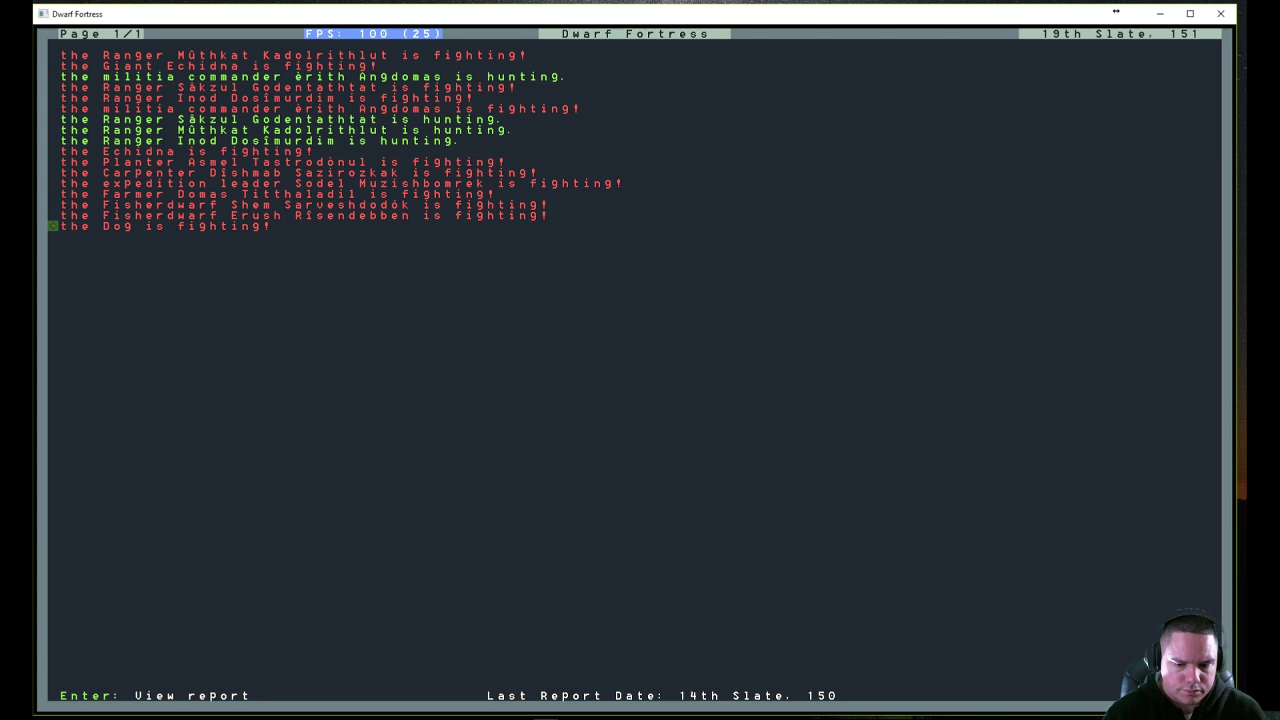 Dwarf Fortress
Page 1/1 FPS: 100 (25) Dwarf Fortress 19th Slate, 151
the Ranger Mûthkat Kadolrithlut is fighting!
the Giant Echidna is fighting!
the militia commander èrith Angdomas is hunting.
the Ranger Såkzul Godentathtat is fighting!
the Ranger Inod Dosîmurdim is fighting!
the militia commander èrith Angdomas is fighting!
the Ranger Såkzul Godentathtat is hunting.
the Ranger Mûthkat Kadolrithlut is hunting.
the Ranger Inod Dosîmurdim is hunting.
the Echidna is fighting!
the Planter Asmel Tastrodònul is fighting!
the Carpenter Dîshmab Sazirozkak is fighting!
the expedition leader Sodel Muzishbomrek is fighting!
the Farmer Domas Titthaladil is fighting!
the Fisherdwarf Shem Sarveshdodók is fighting!
the Fisherdwarf Erush Rîsendebben is fighting!
the Dog is fighting!
Enter: View report Last Report Date: 14th Slate, 150